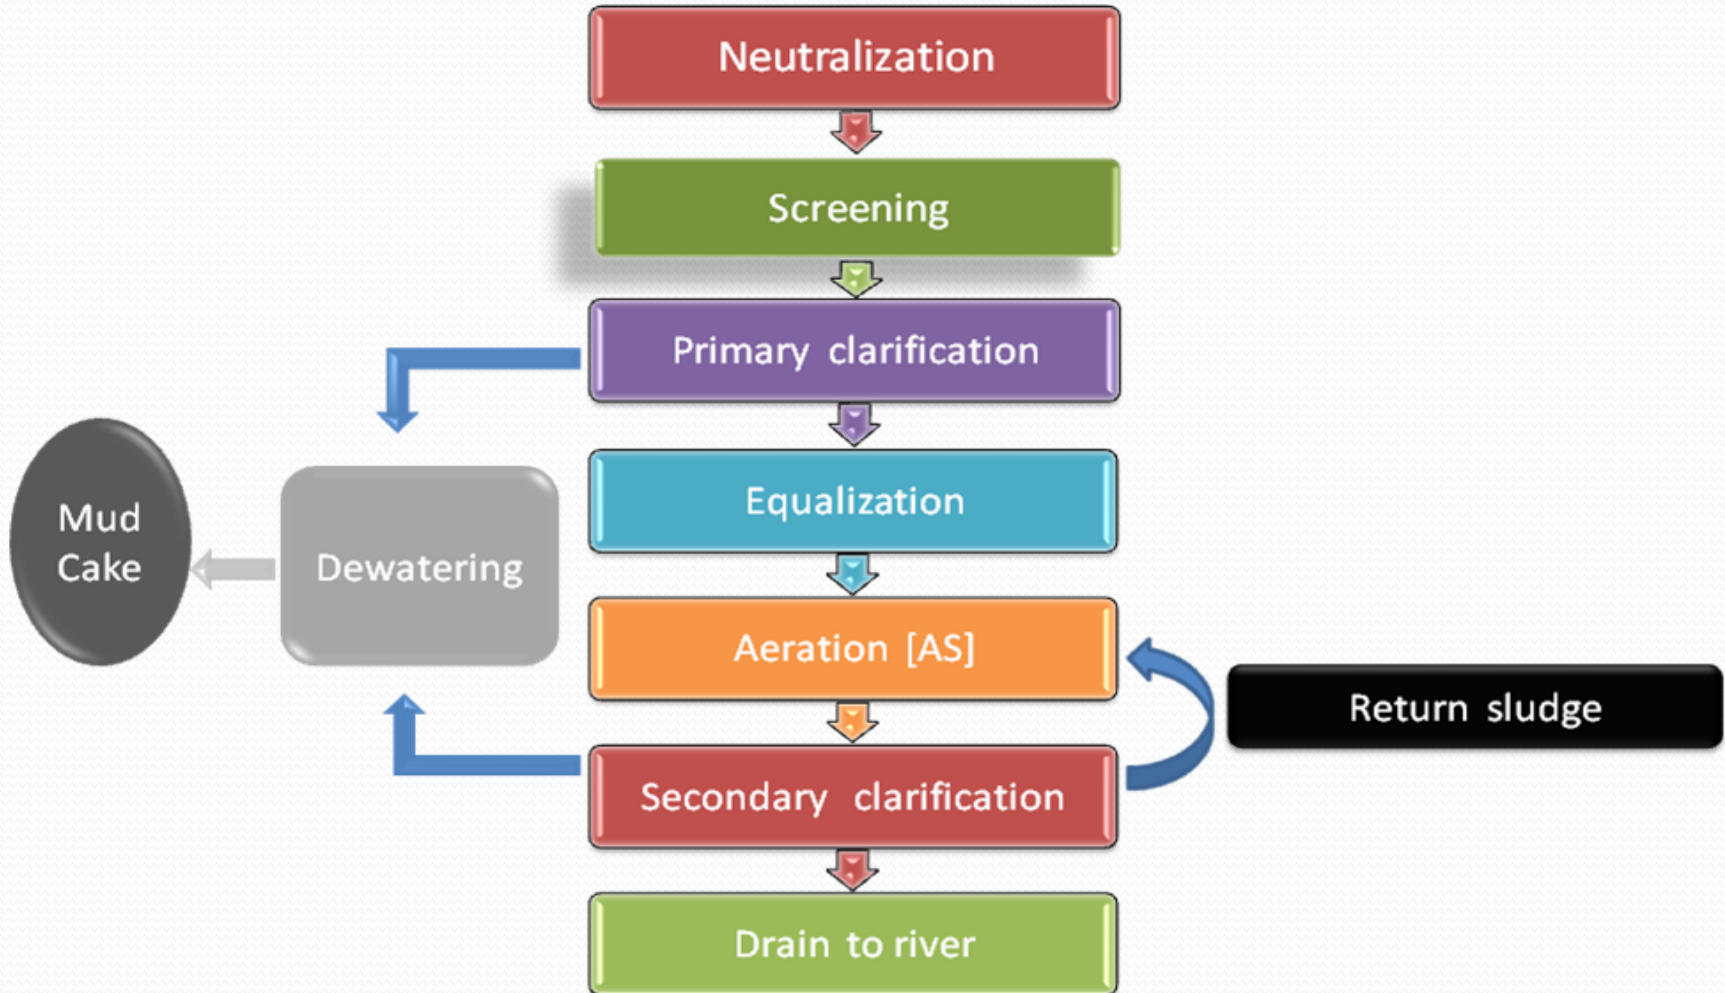 Neutralization
Screening
Primary clarification
Equalization
Mud
Cake
Dewatering
Aeration [AS]
Return sludge
Secondary clarification
Drain to river